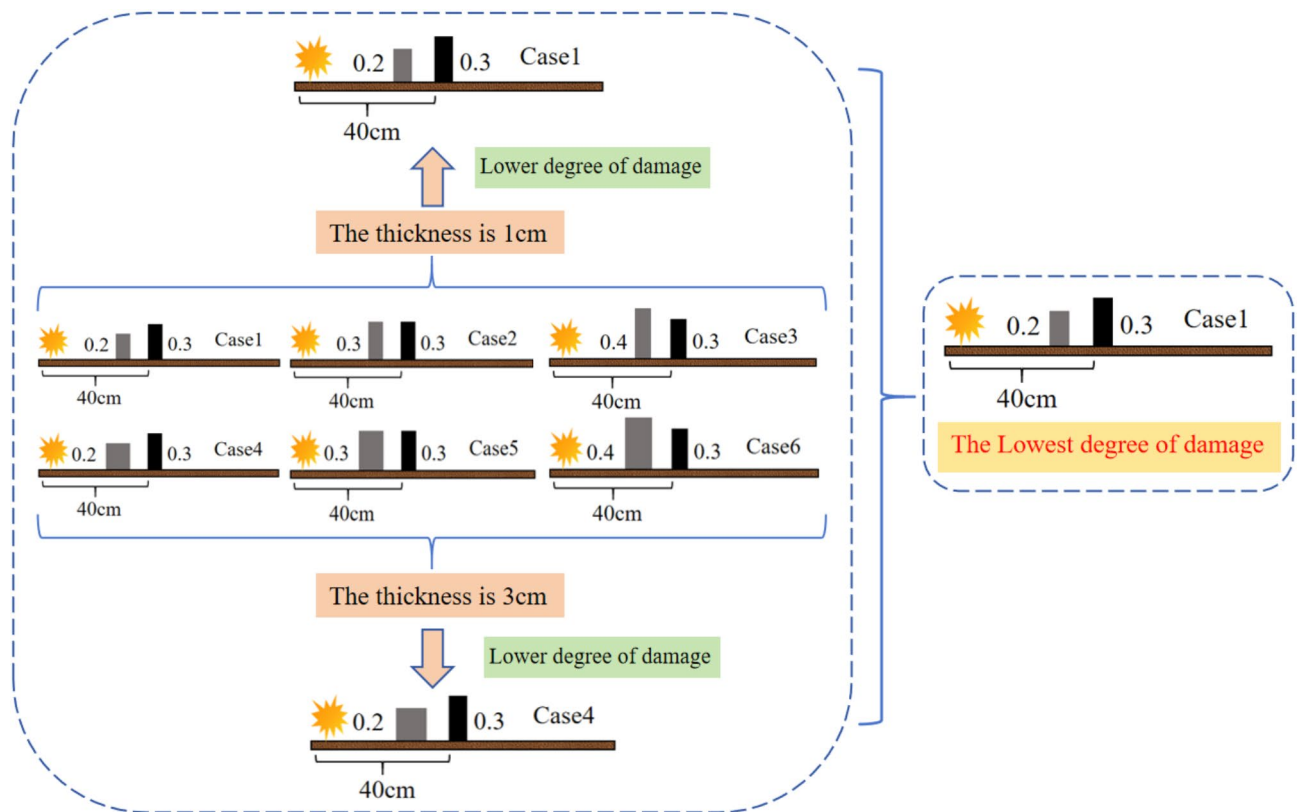 0.2 0.3 Case1
40cm
Lower degree of damage
The thickness is 1cm
0.2 0.3 Case1
40cm
0.3 0.3 Case2
40cm
0.4 0.3 Case3
40cm
0.2 0.3 Case4
40cm
0.3 0.3 Case5
40cm
0.4 0.3 Case6
40cm
The thickness is 3cm
Lower degree of damage
0.2 0.3 Case4
40cm
0.2 0.3 Case1
40cm
The Lowest degree of damage